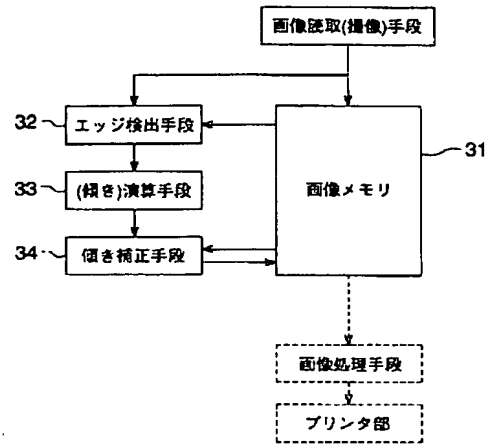 画像読取(撮像)手段
32
エッジ検出手段
31
33
(傾き)演算手段
画像メモリ
34
傾き補正手段
画像処理手段
プリンタ部